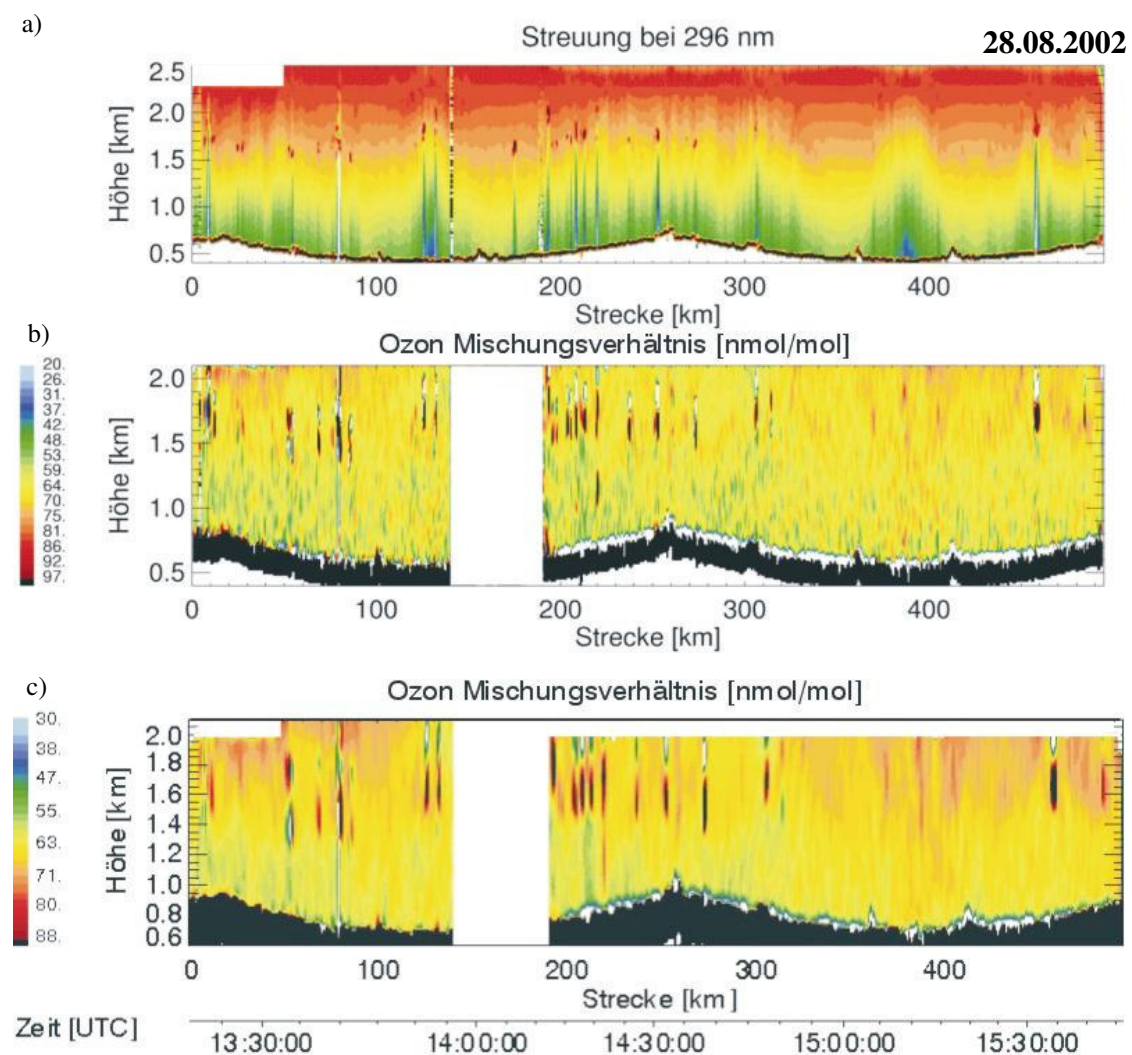 a)
Streuung bei 296 nm
28.08.2002
2.5
2.0
1.5
1.0
0.5
Höhe [km]
0 100 200 300 400
Strecke [km]
b)
Ozon Mischungsverhältnis [nmol/mol]
20.
26.
31.
37.
42.
48.
53.
59.
64.
70.
75.
81.
86.
92.
97.
2.0
1.5
1.0
0.5
Höhe [km]
0 100 200 300 400
Strecke [km]
c)
Ozon Mischungsverhältnis [nmol/mol]
30.
38.
47.
55.
63.
71.
80.
88.
2.0
1.8
1.6
1.4
1.2
1.0
0.8
0.6
Höhe [km]
0 100 200 300 400
Strecke [km]
Zeit [UTC]
13:30:00 14:00:00 14:30:00 15:00:00 15:30:00